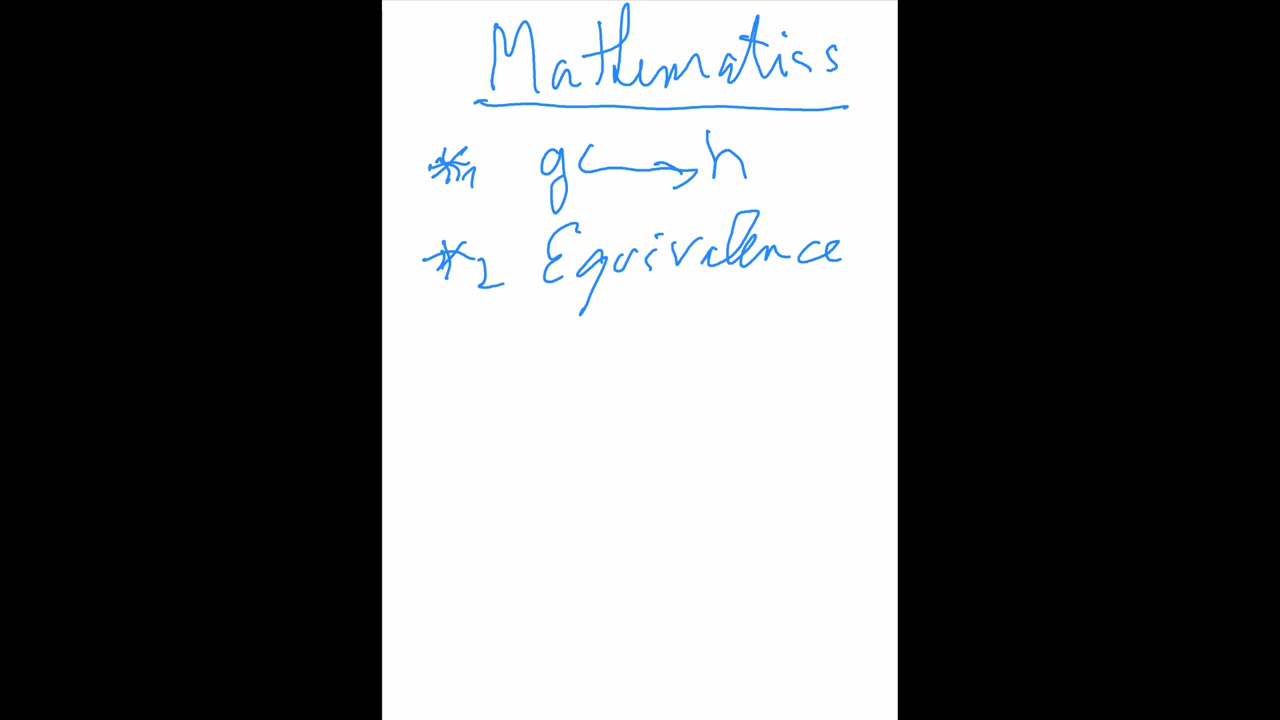 Mathematics
*1 g ↪ h
*2 Equivalence